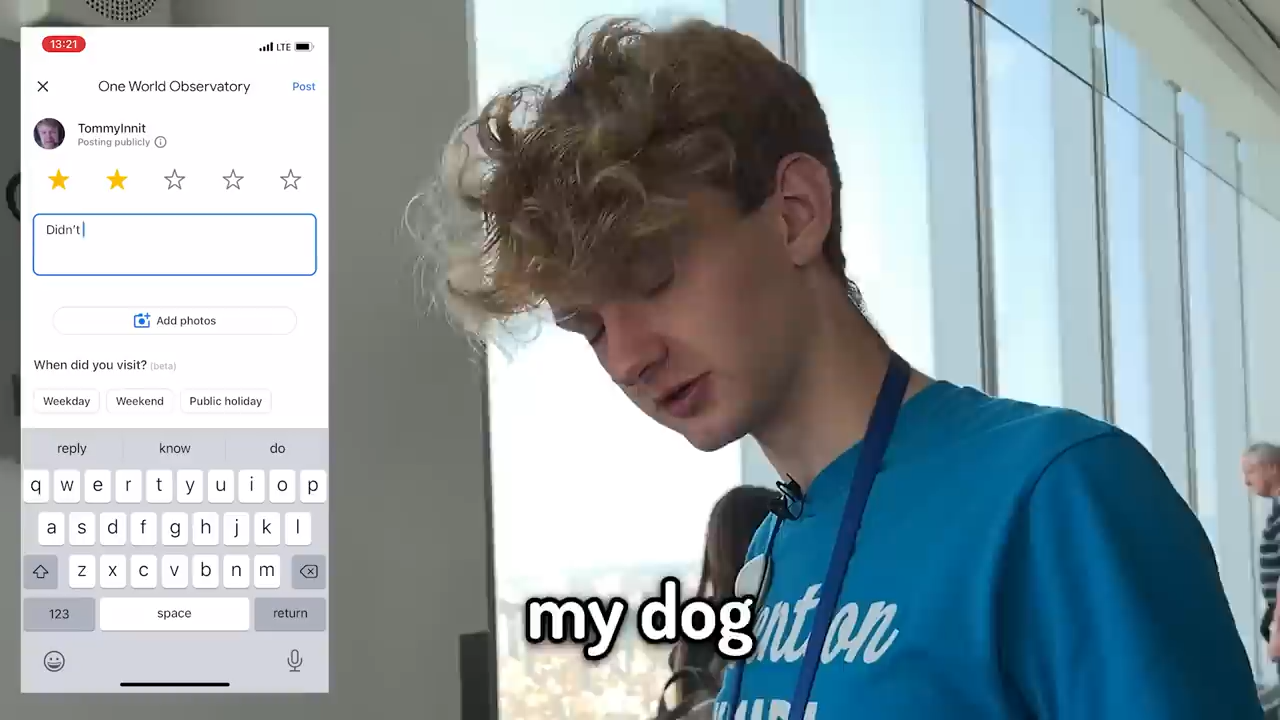 13:21
LTE
One World Observatory
Post
TommyInnit
Posting publicly
Didn't
Add photos
When did you visit? (beta)
Weekday
Weekend
Public holiday
reply
know
do
q w e r t y u i o p
a s d f g h j k l
z x c v b n m
123
space
return
my dog